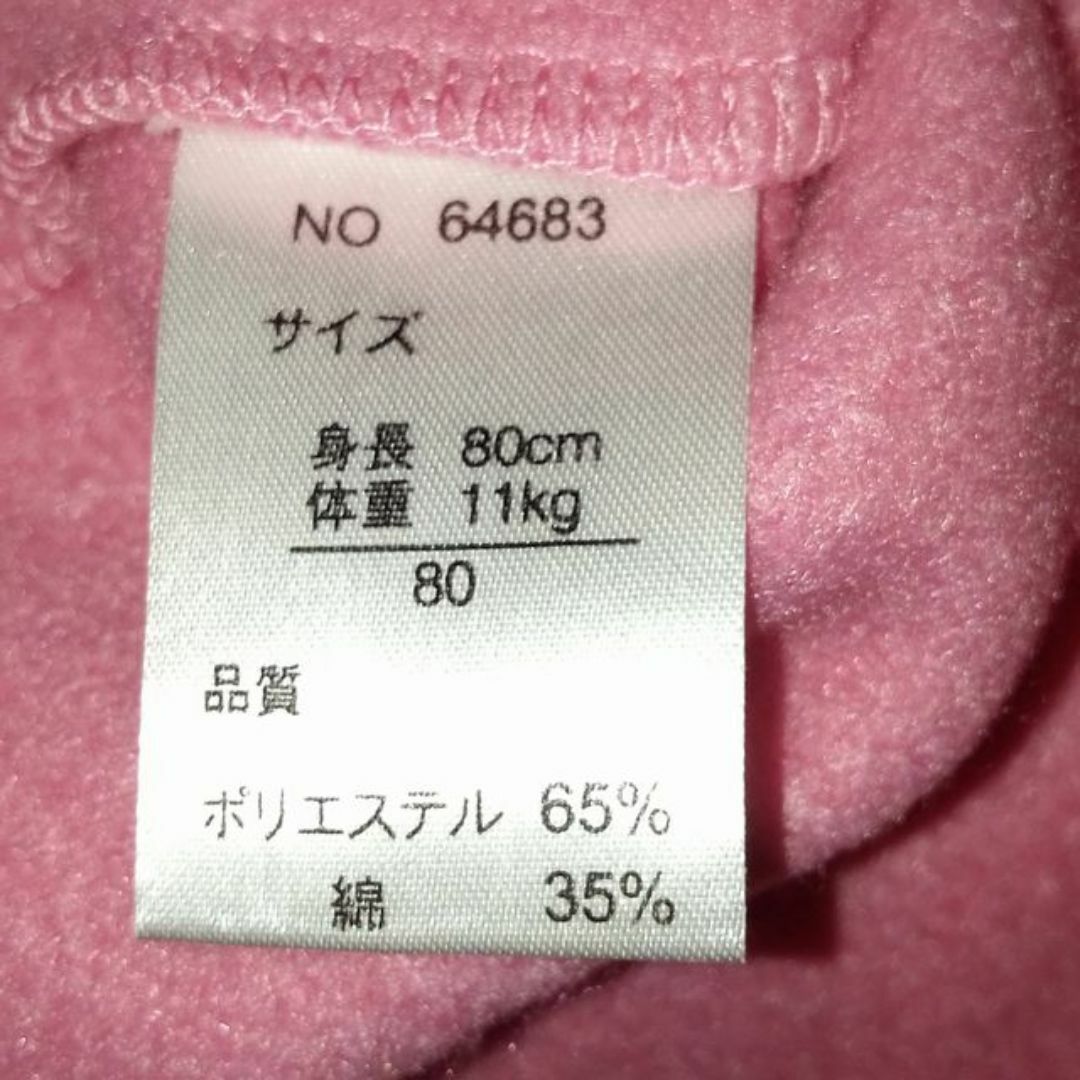 NO 64683
サイズ
身長 80cm
体重 11kg
80
品質
ポリエステル 65%
綿 35%